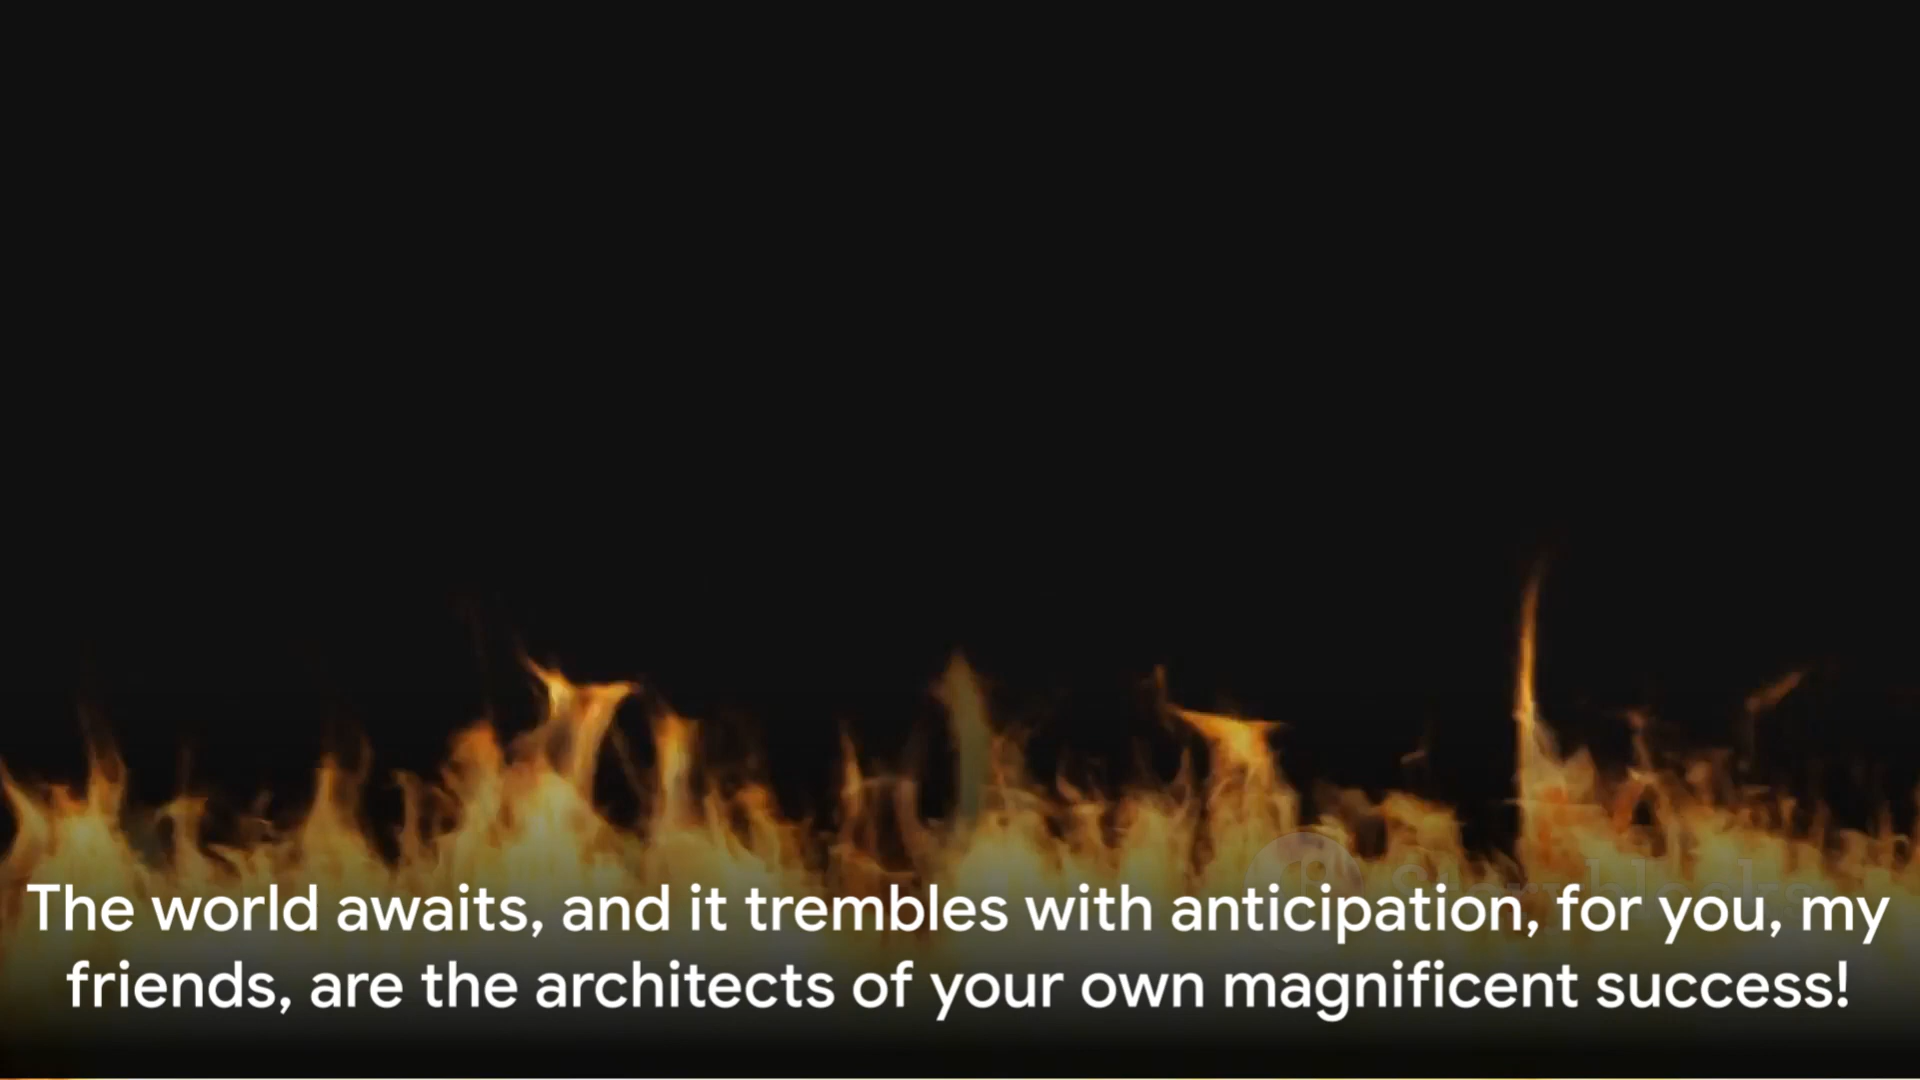 Storyblocks
The world awaits, and it trembles with anticipation, for you, my
friends, are the architects of your own magnificent success!